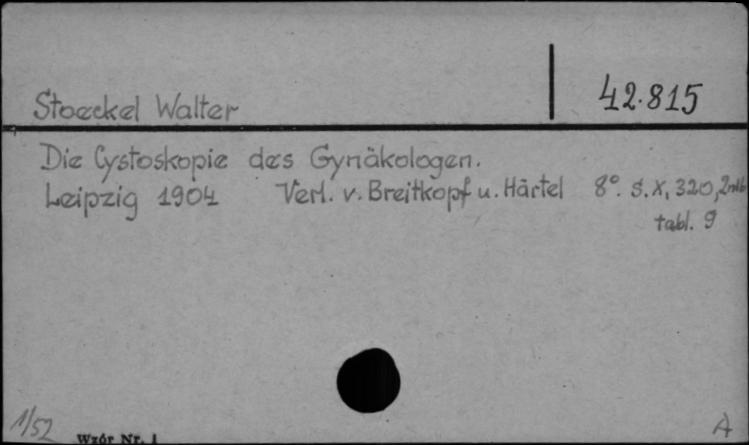 Stoeckel Walter
42.815
Die Cystoskopie des Gynäkologen.
Leipzig 1904 Verl. v. Breitkopf u. Härtel 8°. S. X, 320, 2nlb
tabl. 9
1/52
Wzór Nr. 1
A